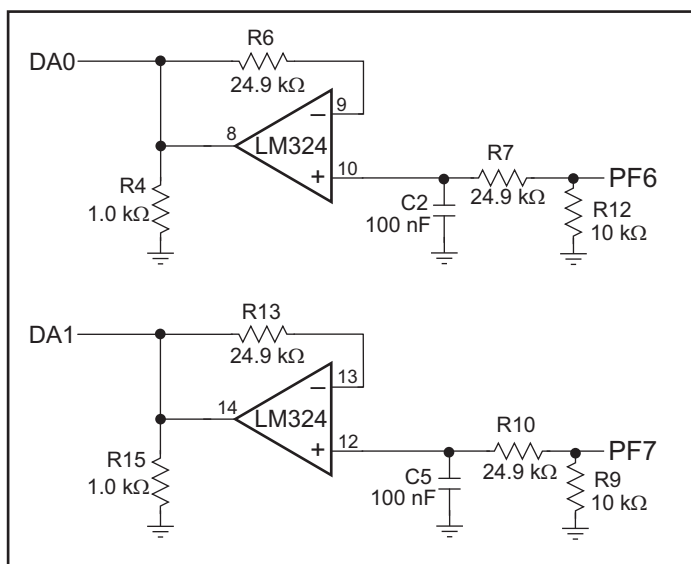 R6
DA0
24.9 kΩ
9
8
LM324
–
10
+
R7
PF6
R4
1.0 kΩ
C2
100 nF
24.9 kΩ
R12
10 kΩ
R13
DA1
24.9 kΩ
13
14
LM324
–
12
+
R10
PF7
R15
1.0 kΩ
C5
100 nF
24.9 kΩ
R9
10 kΩ